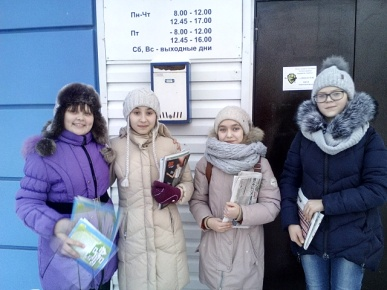 Пн-Чт 8.00 - 12.00
12.45 - 17.00
Пт - 8.00 - 12.00
12.45 - 16.00
Сб, Вс - выходные дни